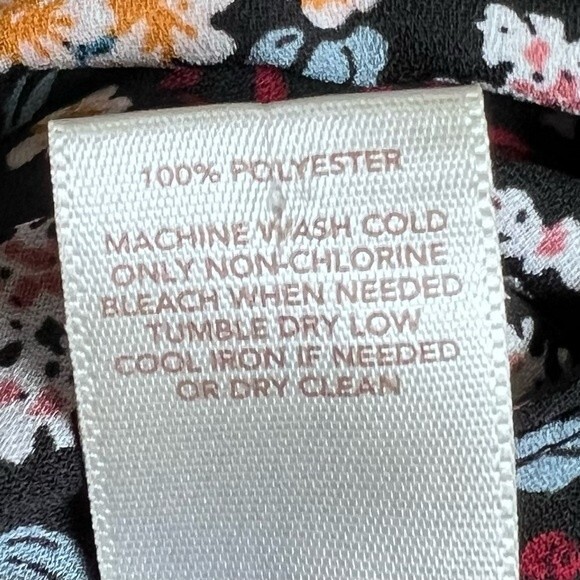 100% POLYESTER
MACHINE WASH COLD
ONLY NON-CHLORINE
BLEACH WHEN NEEDED
TUMBLE DRY LOW
COOL IRON IF NEEDED
OR DRY CLEAN